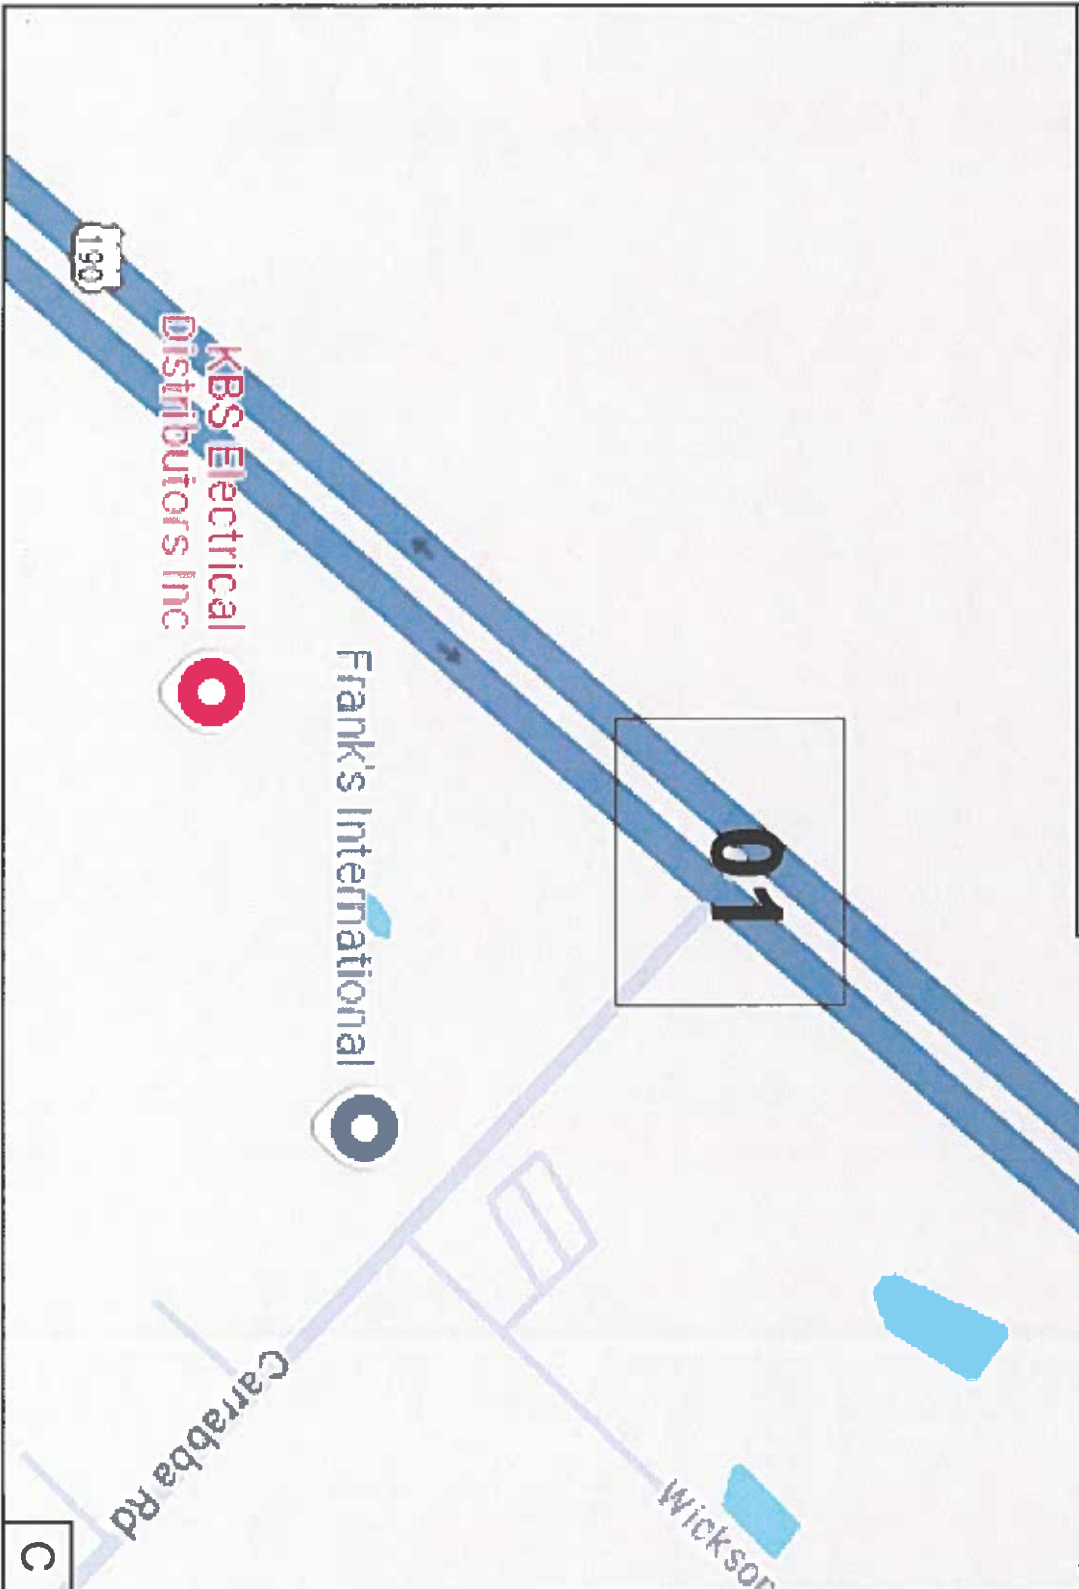 190
KBS Electrical
Distributors Inc
Frank's International
01
Carrabba Rd
Wickson
C